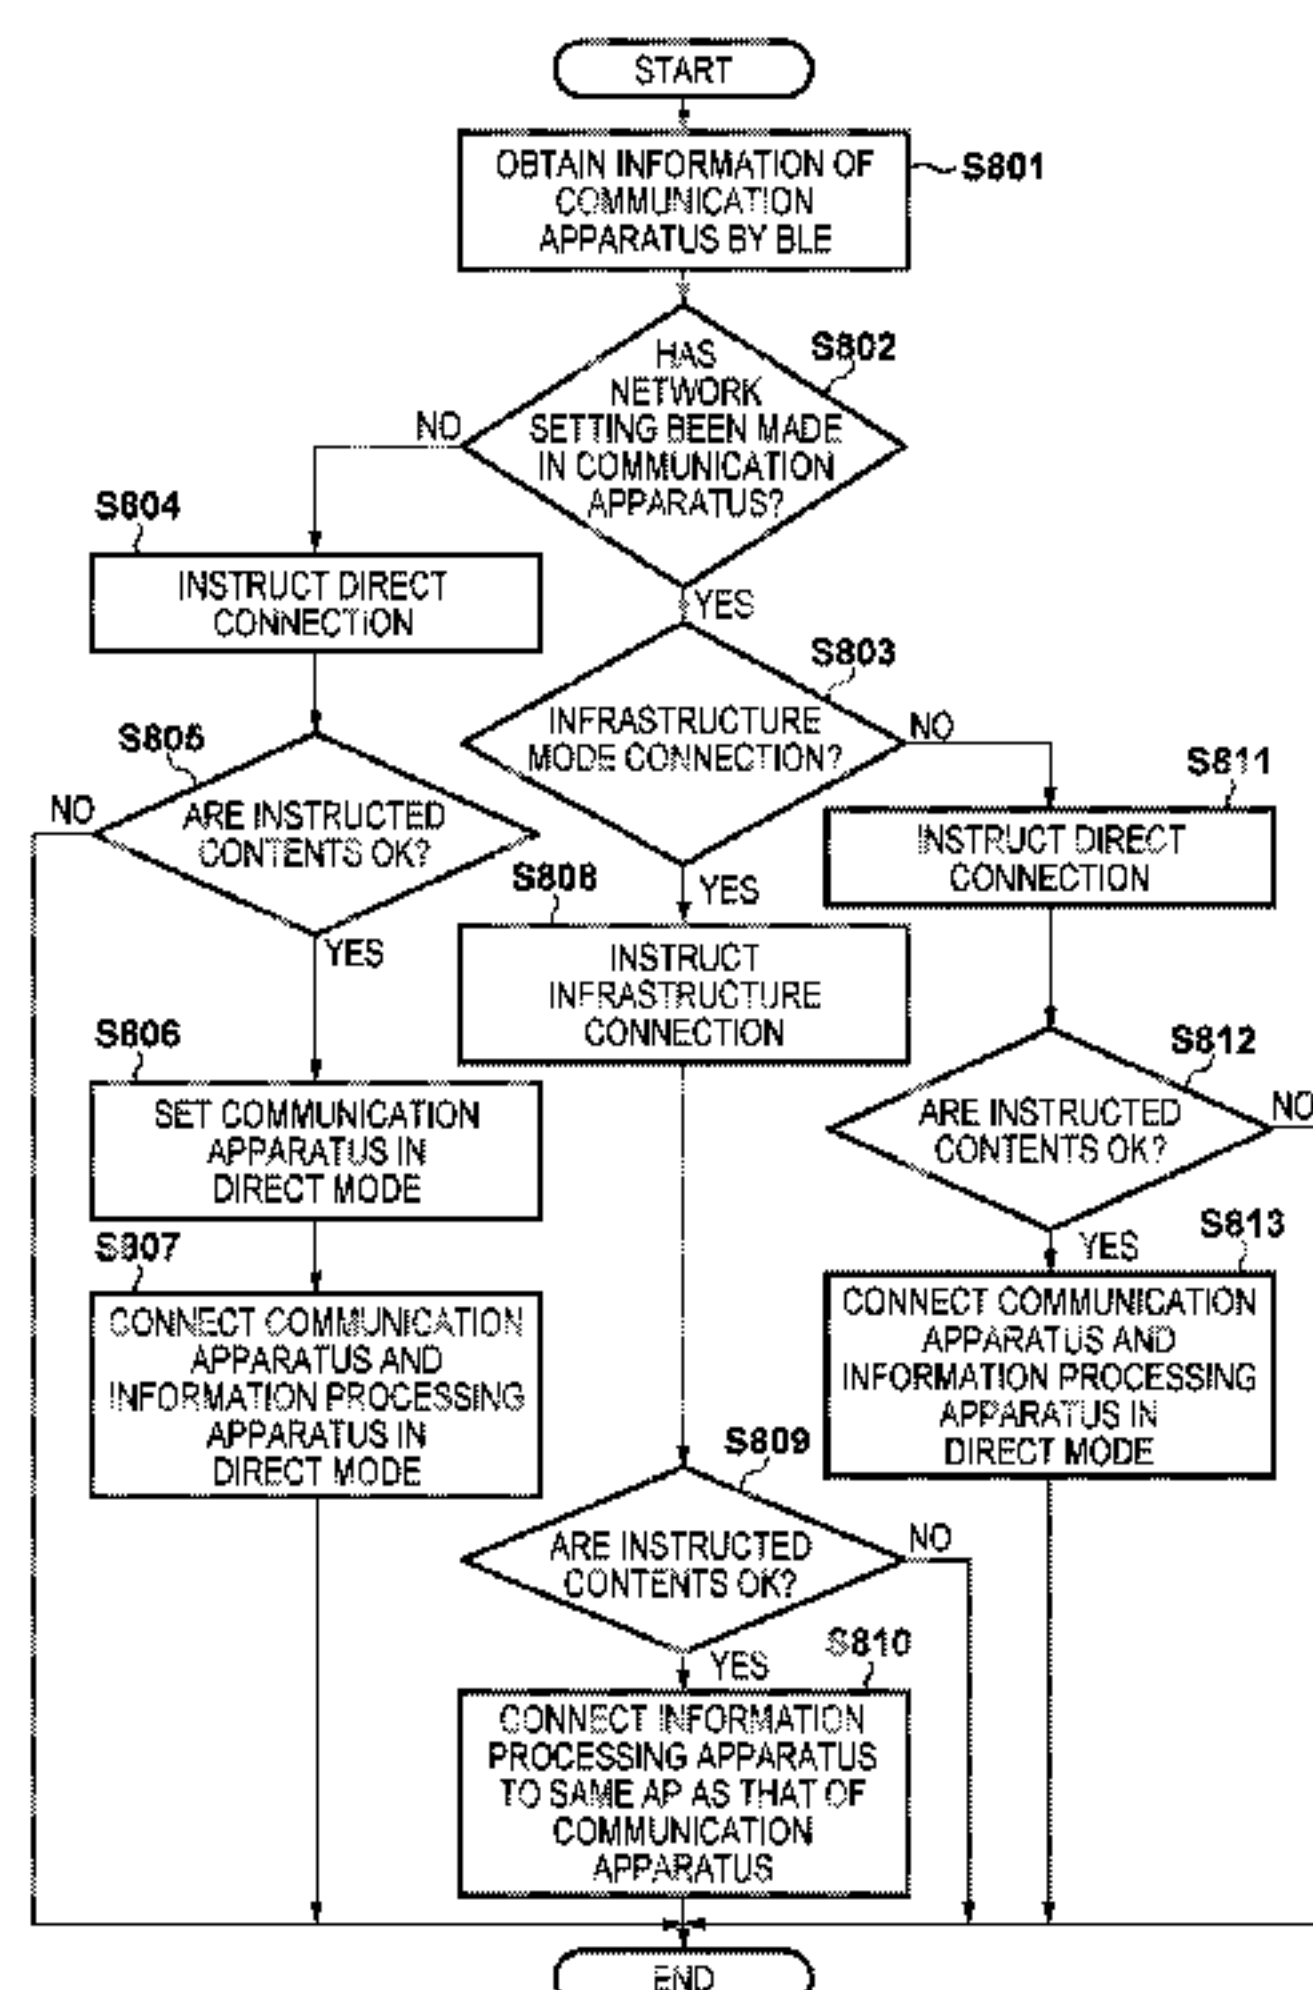 START
OBTAIN INFORMATION OF
COMMUNICATION
APPARATUS BY BLE
S801
HAS
NETWORK
SETTING BEEN MADE
IN COMMUNICATION
APPARATUS?
S802
NO
YES
S804
INSTRUCT DIRECT
CONNECTION
S803
INFRASTRUCTURE
MODE CONNECTION?
NO
YES
S805
ARE INSTRUCTED
CONTENTS OK?
NO
YES
S811
INSTRUCT DIRECT
CONNECTION
S808
INSTRUCT
INFRASTRUCTURE
CONNECTION
S806
SET COMMUNICATION
APPARATUS IN
DIRECT MODE
S812
ARE INSTRUCTED
CONTENTS OK?
NO
YES
S807
CONNECT COMMUNICATION
APPARATUS AND
INFORMATION PROCESSING
APPARATUS IN
DIRECT MODE
S813
CONNECT COMMUNICATION
APPARATUS AND
INFORMATION PROCESSING
APPARATUS IN
DIRECT MODE
S809
ARE INSTRUCTED
CONTENTS OK?
NO
YES
S810
CONNECT INFORMATION
PROCESSING APPARATUS
TO SAME AP AS THAT OF
COMMUNICATION
APPARATUS
END